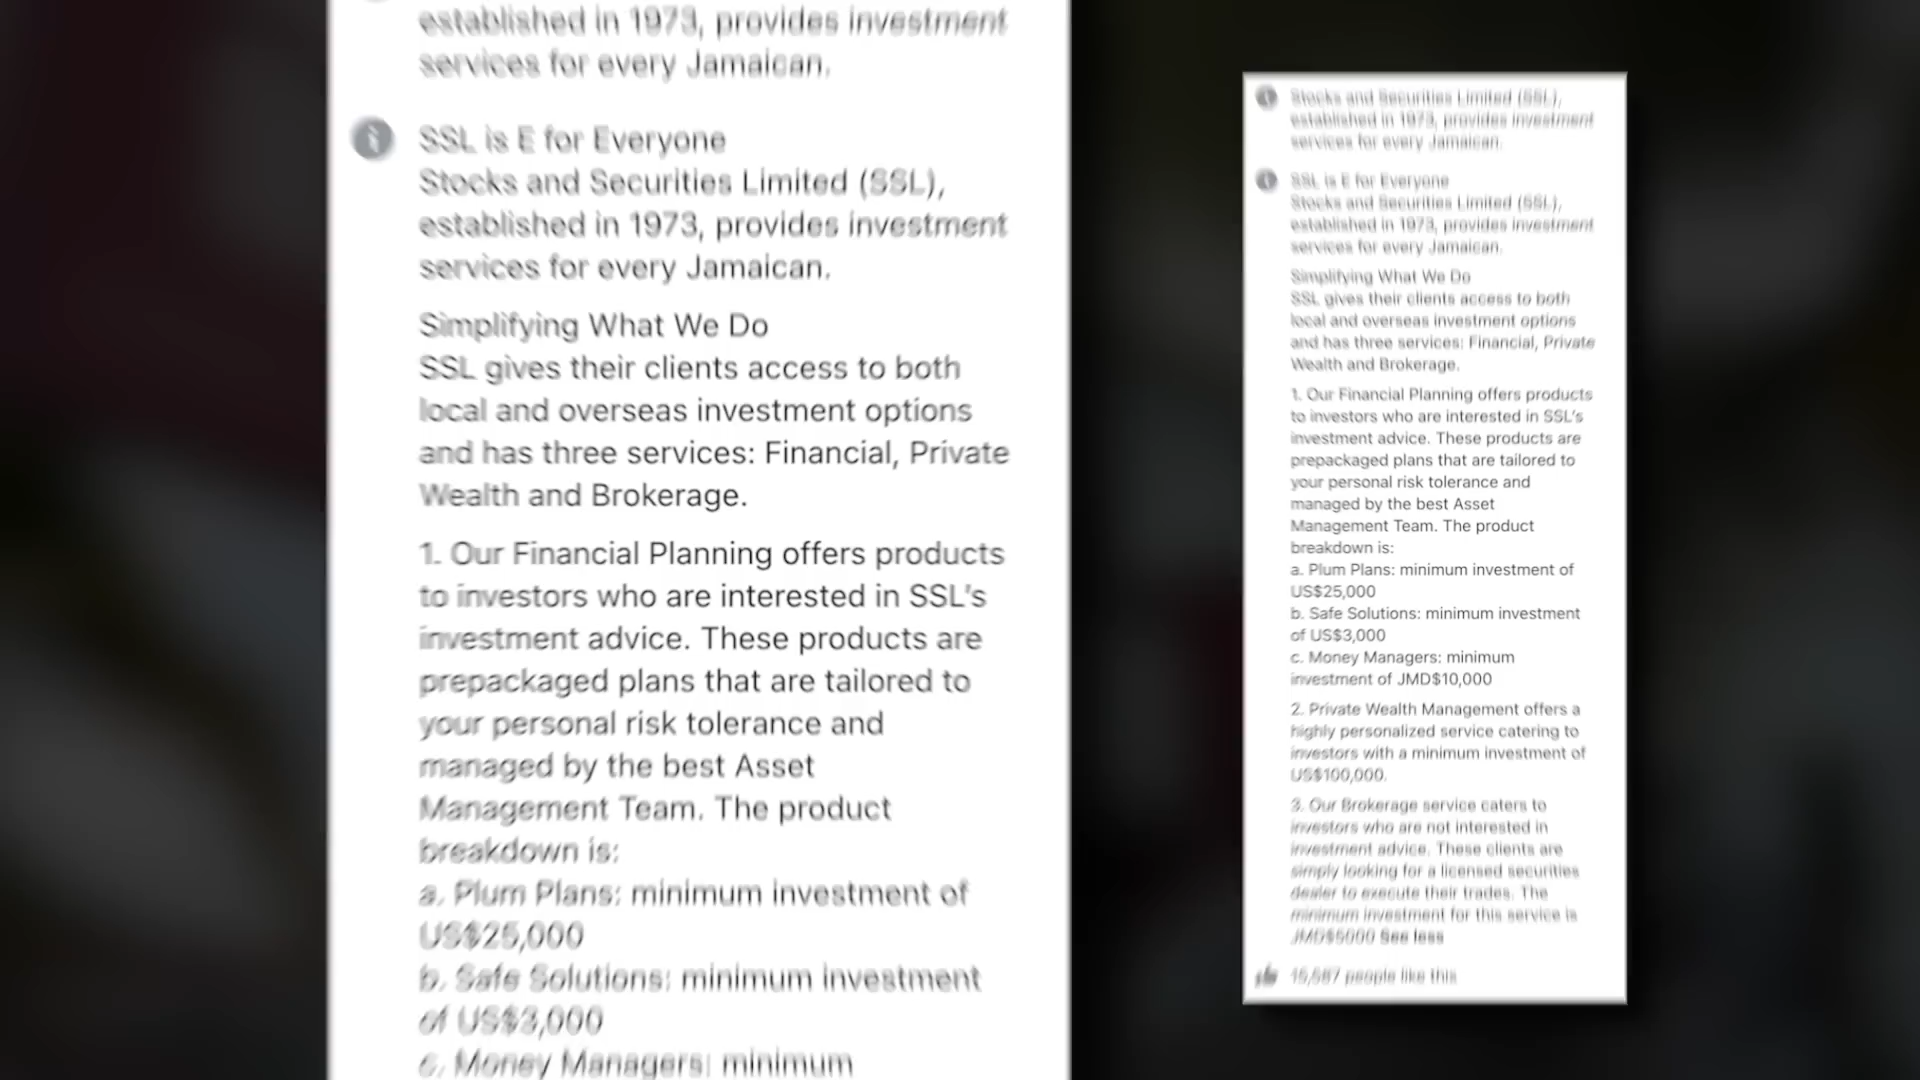 established in 1973, provides investment
services for every Jamaican.
SSL is E for Everyone
Stocks and Securities Limited (SSL),
established in 1973, provides investment
services for every Jamaican.
Simplifying What We Do
SSL gives their clients access to both
local and overseas investment options
and has three services: Financial, Private
Wealth and Brokerage.
1. Our Financial Planning offers products
to investors who are interested in SSL's
investment advice. These products are
prepackaged plans that are tailored to
your personal risk tolerance and
managed by the best Asset
Management Team. The product
breakdown is:
a. Plum Plans: minimum investment of
US$25,000
b. Safe Solutions: minimum investment
of US$3,000
c. Money Managers: minimum
Stocks and Securities Limited (SSL),
established in 1973, provides investment
services for every Jamaican.
SSL is E for Everyone
Stocks and Securities Limited (SSL),
established in 1973, provides investment
services for every Jamaican.
Simplifying What We Do
SSL gives their clients access to both
local and overseas investment options
and has three services: Financial, Private
Wealth and Brokerage.
1. Our Financial Planning offers products
to investors who are interested in SSL's
investment advice. These products are
prepackaged plans that are tailored to
your personal risk tolerance and
managed by the best Asset
Management Team. The product
breakdown is:
a. Plum Plans: minimum investment of
US$25,000
b. Safe Solutions: minimum investment
of US$3,000
c. Money Managers: minimum
investment of JMD$10,000
2. Private Wealth Management offers a
highly personalized service catering to
investors with a minimum investment of
US$100,000.
3. Our Brokerage service caters to
investors who are not interested in
investment advice. These clients are
simply looking for a licensed securities
dealer to execute their trades. The
minimum investment for this service is
JMD$5000 See less
people like this